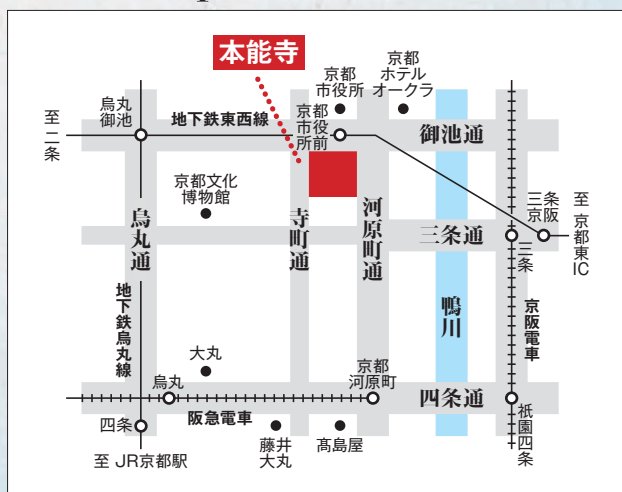 本能寺
京都
市役所
京都
ホテル
オークラ
烏丸
御池
地下鉄東西線
京都
市役
所前
御池通
至二条
京都文化
博物館
烏丸通
寺町通
河原町通
三条通
三条
京阪
至京都東IC
三条
鴨川
地下鉄烏丸線
京阪電車
大丸
烏丸
京都
河原町
四条通
阪急電車
四条
藤井
大丸
髙島屋
祇園四条
至 JR京都駅